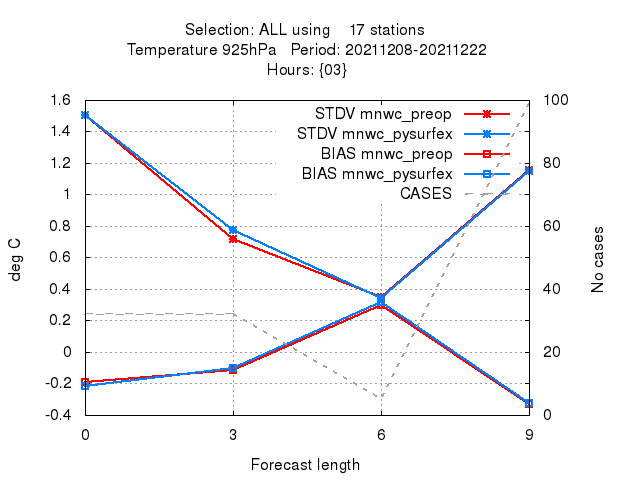 Selection: ALL using 17 stations
Temperature 925hPa Period: 20211208-20211222
Hours: {03}
1.6
1.4
1.2
1
0.8
0.6
0.4
0.2
0
-0.2
-0.4
deg C
STDV mnwc_preop
STDV mnwc_pysurfex
BIAS mnwc_preop
BIAS mnwc_pysurfex
CASES
100
80
60
40
20
0
No cases
0 3 6 9
Forecast length